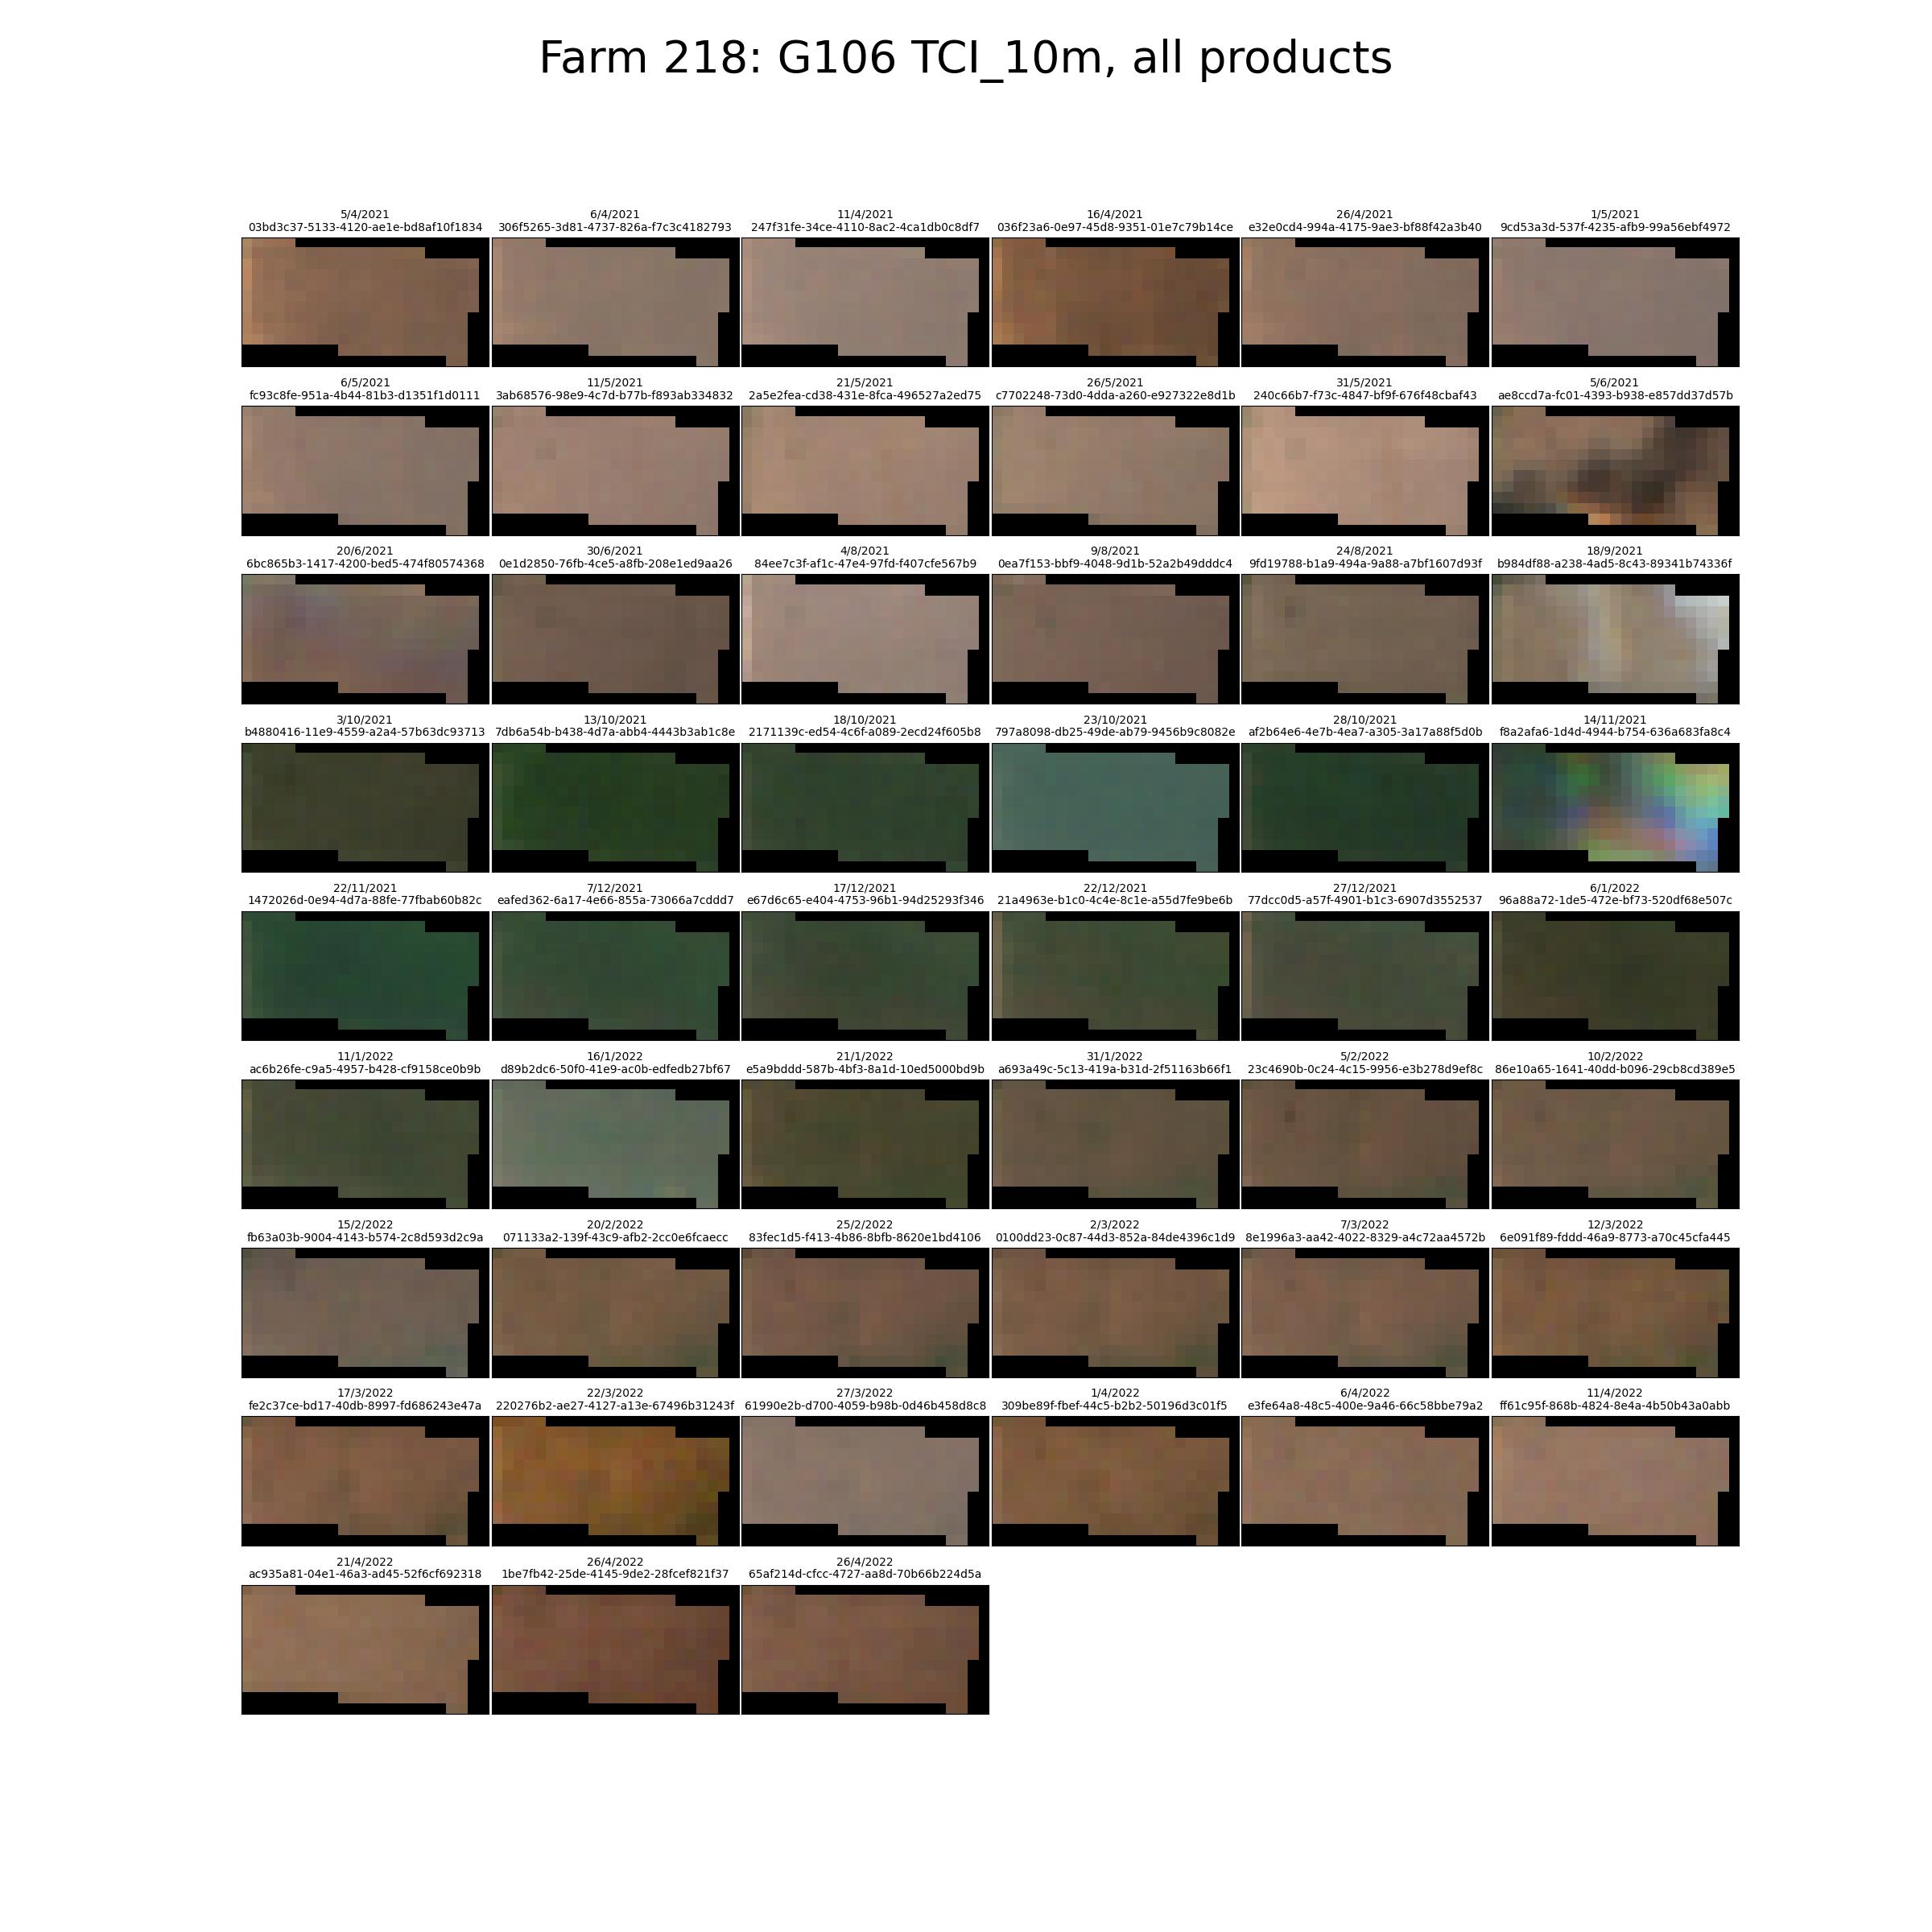 Farm 218: G106 TCI_10m, all products
5/4/2021 6/4/2021 11/4/2021 16/4/2021 26/4/2021 1/5/2021
03bd3c37-5133-4120-ae1e-bd8af10f1834 306f5265-3d81-4737-826a-f7c3c4182793 247f31fe-34ce-4110-8ac2-4ca1db0c8df7 036f23a6-0e97-45d8-9351-01e7c79b14ce e32e0cd4-994a-4175-9ae3-bf88f42a3b40 9cd53a3d-537f-4235-afb9-99a56ebf4972
6/5/2021 11/5/2021 21/5/2021 26/5/2021 31/5/2021 5/6/2021
fc93c8fe-951a-4b44-81b3-d1351f1d0111 3ab68576-98e9-4c7d-b77b-f893ab334832 2a5e2fea-cd38-431e-8fca-496527a2ed75 c7702248-73d0-4dda-a260-e927322e8d1b 240c66b7-f73c-4847-bf9f-676f48cbaf43 ae8ccd7a-fc01-4393-b938-e857dd37d57b
20/6/2021 30/6/2021 4/8/2021 9/8/2021 24/8/2021 18/9/2021
6bc865b3-1417-4200-bed5-474f80574368 0e1d2850-76fb-4ce5-a8fb-208e1ed9aa26 84ee7c3f-af1c-47e4-97fd-f407cfe567b9 0ea7f153-bbf9-4048-9d1b-52a2b49dddc4 9fd19788-b1a9-494a-9a88-a7bf1607d93f b984df88-a238-4ad5-8c43-89341b74336f
3/10/2021 13/10/2021 18/10/2021 23/10/2021 28/10/2021 14/11/2021
b4880416-11e9-4559-a2a4-57b63dc93713 7db6a54b-b438-4d7a-abb4-4443b3ab1c8e 2171139c-ed54-4c6f-a089-2ecd24f605b8 797a8098-db25-49de-ab79-9456b9c8082e af2b64e6-4e7b-4ea7-a305-3a17a88f5d0b f8a2afa6-1d4d-4944-b754-636a683fa8c4
22/11/2021 7/12/2021 17/12/2021 22/12/2021 27/12/2021 6/1/2022
1472026d-0e94-4d7a-88fe-77fbab60b82c eafed362-6a17-4e66-855a-73066a7cddd7 e67d6c65-e404-4753-96b1-94d25293f346 21a4963e-b1c0-4c4e-8c1e-a55d7fe9be6b 77dcc0d5-a57f-4901-b1c3-6907d3552537 96a88a72-1de5-472e-bf73-520df68e507c
11/1/2022 16/1/2022 21/1/2022 31/1/2022 5/2/2022 10/2/2022
ac6b26fe-c9a5-4957-b428-cf9158ce0b9b d89b2dc6-50f0-41e9-ac0b-edfedb27bf67 e5a9bddd-587b-4bf3-8a1d-10ed5000bd9b a693a49c-5c13-419a-b31d-2f51163b66f1 23c4690b-0c24-4c15-9956-e3b278d9ef8c 86e10a65-1641-40dd-b096-29cb8cd389e5
15/2/2022 20/2/2022 25/2/2022 2/3/2022 7/3/2022 12/3/2022
fb63a03b-9004-4143-b574-2c8d593d2c9a 071133a2-139f-43c9-afb2-2cc0e6fcaecc 83fec1d5-f413-4b86-8bfb-8620e1bd4106 0100dd23-0c87-44d3-852a-84de4396c1d9 8e1996a3-aa42-4022-8329-a4c72aa4572b 6e091f89-fddd-46a9-8773-a70c45cfa445
17/3/2022 22/3/2022 27/3/2022 1/4/2022 6/4/2022 11/4/2022
fe2c37ce-bd17-40db-8997-fd686243e47a 220276b2-ae27-4127-a13e-67496b31243f 61990e2b-d700-4059-b98b-0d46b458d8c8 309be89f-fbef-44c5-b2b2-50196d3c01f5 e3fe64a8-48c5-400e-9a46-66c58bbe79a2 ff61c95f-868b-4824-8e4a-4b50b43a0abb
21/4/2022 26/4/2022 26/4/2022
ac935a81-04e1-46a3-ad45-52f6cf692318 1be7fb42-25de-4145-9de2-28fcef821f37 65af214d-cfcc-4727-aa8d-70b66b224d5a